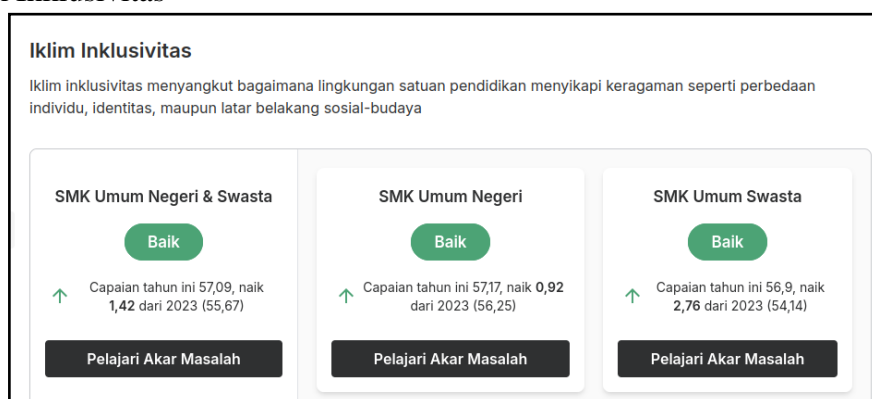 Iklim Inklusivitas
Iklim inklusivitas menyangkut bagaimana lingkungan satuan pendidikan menyikapi keragaman seperti perbedaan
individu, identitas, maupun latar belakang sosial-budaya
SMK Umum Negeri & Swasta
Baik
Capaian tahun ini 57,09, naik
1,42 dari 2023 (55,67)
Pelajari Akar Masalah
SMK Umum Negeri
Baik
Capaian tahun ini 57,17, naik 0,92
dari 2023 (56,25)
Pelajari Akar Masalah
SMK Umum Swasta
Baik
Capaian tahun ini 56,9, naik
2,76 dari 2023 (54,14)
Pelajari Akar Masalah